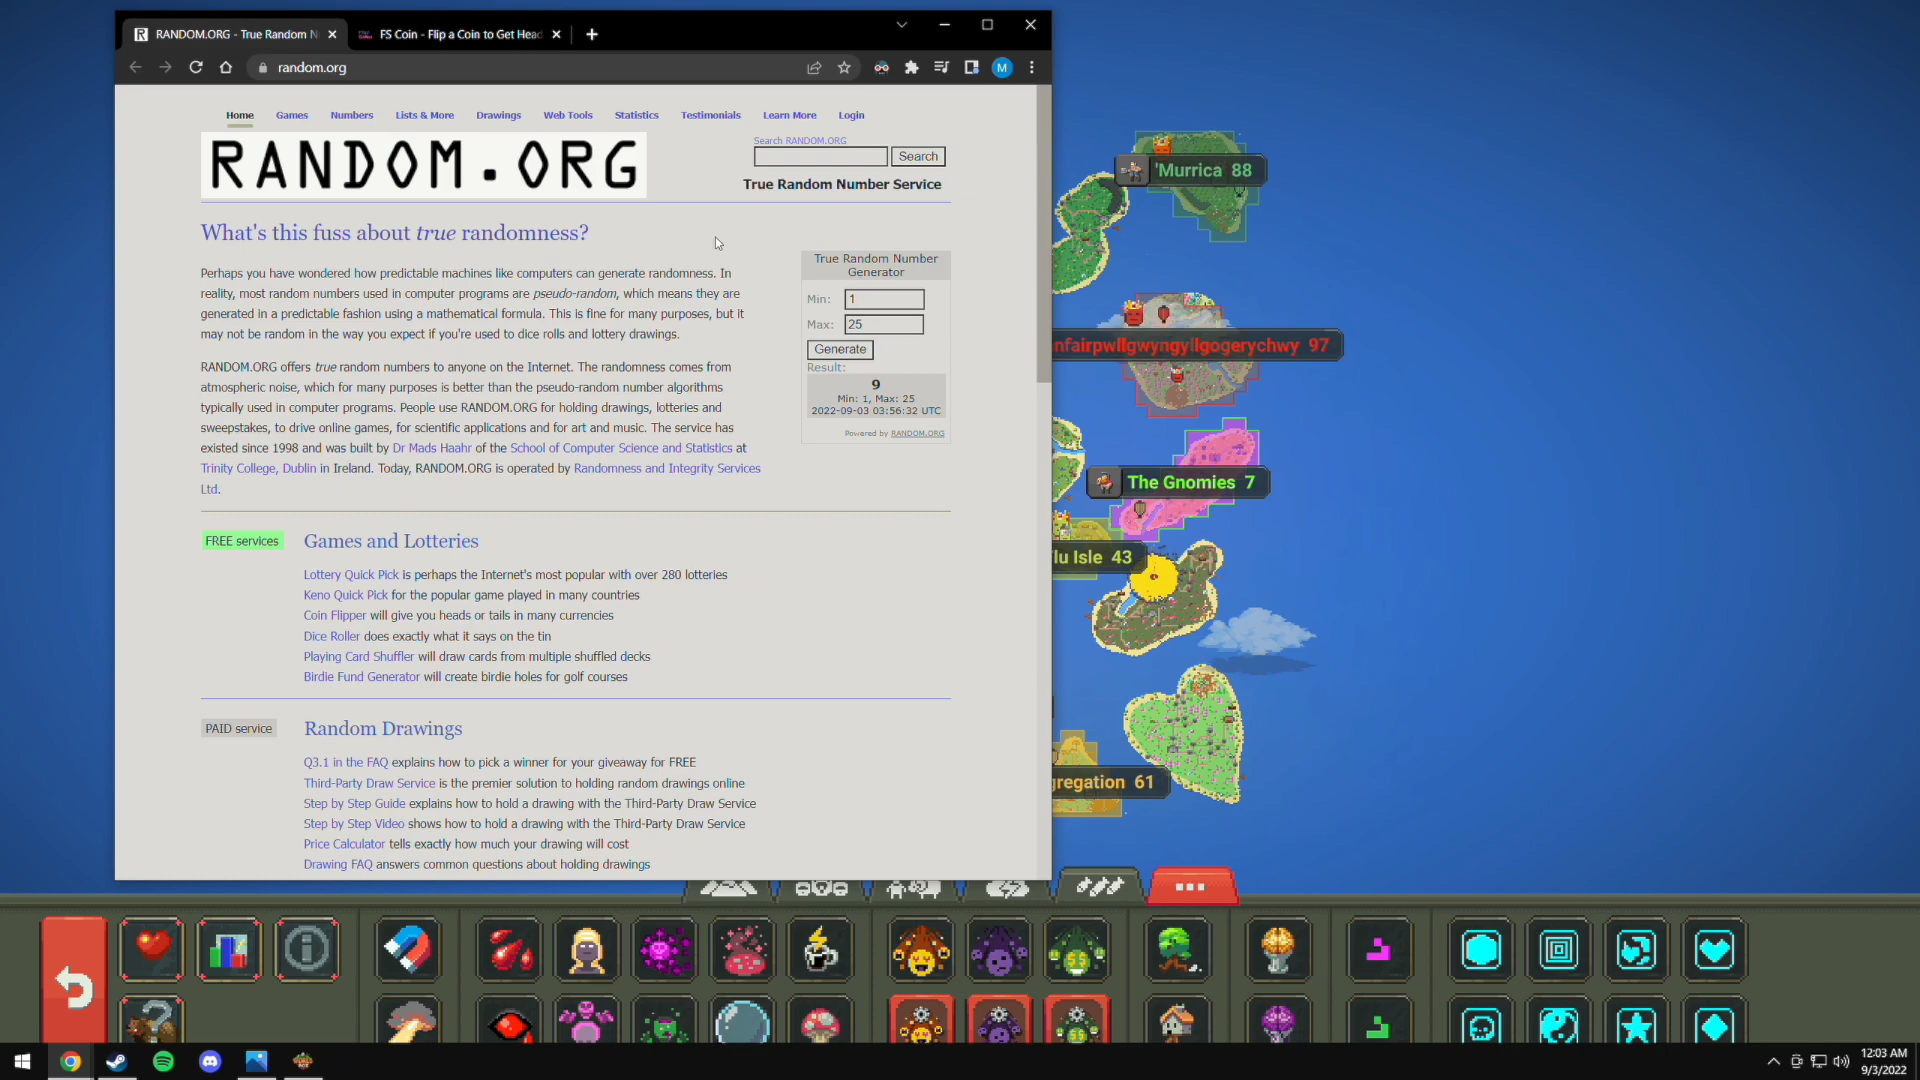 RANDOM.ORG - True Random N
FS Coin - Flip a Coin to Get Head
random.org
M
Home
Games
Numbers
Lists & More
Drawings
Web Tools
Statistics
Testimonials
Learn More
Login
RANDOM.ORG
Search RANDOM.ORG
Search
True Random Number Service
What's this fuss about true randomness?
Perhaps you have wondered how predictable machines like computers can generate randomness. In
reality, most random numbers used in computer programs are pseudo-random, which means they are
generated in a predictable fashion using a mathematical formula. This is fine for many purposes, but it
may not be random in the way you expect if you're used to dice rolls and lottery drawings.
RANDOM.ORG offers true random numbers to anyone on the Internet. The randomness comes from
atmospheric noise, which for many purposes is better than the pseudo-random number algorithms
typically used in computer programs. People use RANDOM.ORG for holding drawings, lotteries and
sweepstakes, to drive online games, for scientific applications and for art and music. The service has
existed since 1998 and was built by Dr Mads Haahr of the School of Computer Science and Statistics at
Trinity College, Dublin in Ireland. Today, RANDOM.ORG is operated by Randomness and Integrity Services
Ltd.
True Random Number
Generator
Min: 1
Max: 25
Generate
Result:
9
Min: 1, Max: 25
2022-09-03 03:56:32 UTC
Powered by RANDOM.ORG
FREE services
Games and Lotteries
Lottery Quick Pick is perhaps the Internet's most popular with over 280 lotteries
Keno Quick Pick for the popular game played in many countries
Coin Flipper will give you heads or tails in many currencies
Dice Roller does exactly what it says on the tin
Playing Card Shuffler will draw cards from multiple shuffled decks
Birdie Fund Generator will create birdie holes for golf courses
PAID service
Random Drawings
Q3.1 in the FAQ explains how to pick a winner for your giveaway for FREE
Third-Party Draw Service is the premier solution to holding random drawings online
Step by Step Guide explains how to hold a drawing with the Third-Party Draw Service
Step by Step Video shows how to hold a drawing with the Third-Party Draw Service
Price Calculator tells exactly how much your drawing will cost
Drawing FAQ answers common questions about holding drawings
'Murrica 88
nfairpwllgwyngyllgogerychwy 97
The Gnomies 7
lu Isle 43
gregation 61
12:03 AM
9/3/2022